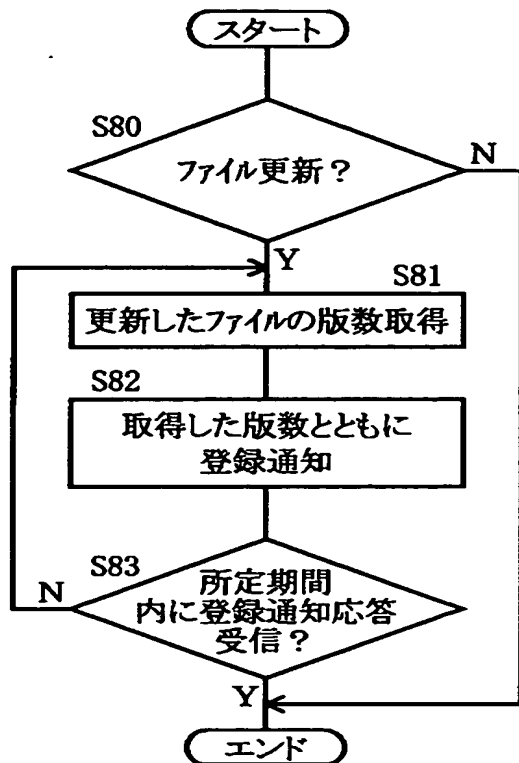 スタート
S80
ファイル更新?
N
Y
S81
更新したファイルの版数取得
S82
取得した版数とともに
登録通知
S83
所定期間
内に登録通知応答
受信?
N
Y
エンド